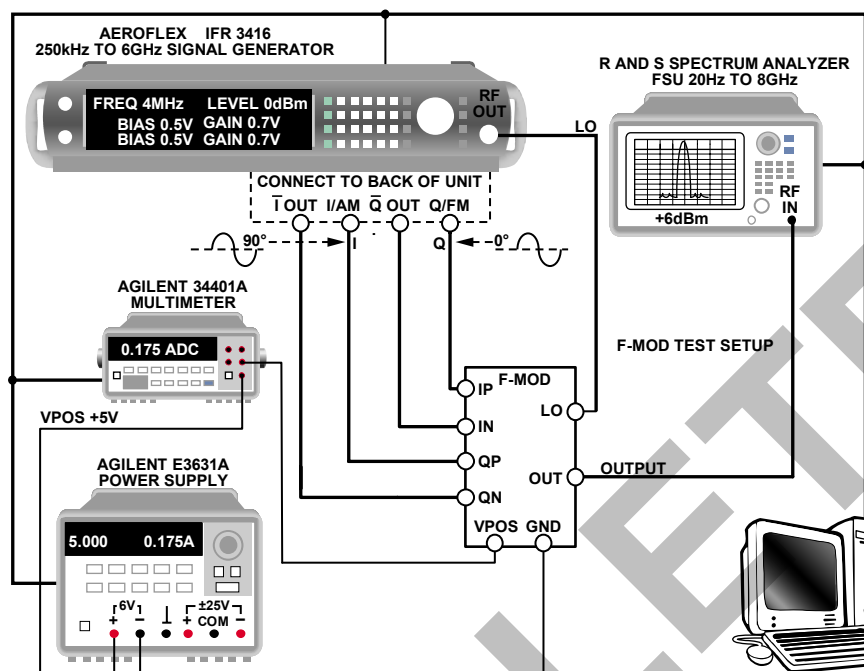 AEROFLEX IFR 3416
250kHz TO 6GHz SIGNAL GENERATOR
R AND S SPECTRUM ANALYZER
FSU 20Hz TO 8GHz
FREQ 4MHz LEVEL 0dBm
BIAS 0.5V GAIN 0.7V
BIAS 0.5V GAIN 0.7V
RF
OUT
LO
RF
IN
+6dBm
CONNECT TO BACK OF UNIT
I̅ OUT I/AM Q̅ OUT Q/FM
90° I Q 0°
AGILENT 34401A
MULTIMETER
0.175 ADC
F-MOD TEST SETUP
VPOS +5V
F-MOD
IP
LO
IN
QP
OUT
OUTPUT
QN
VPOS GND
AGILENT E3631A
POWER SUPPLY
5.000 0.175A
6V ±25V
+ – ⊥ + COM –
LETE